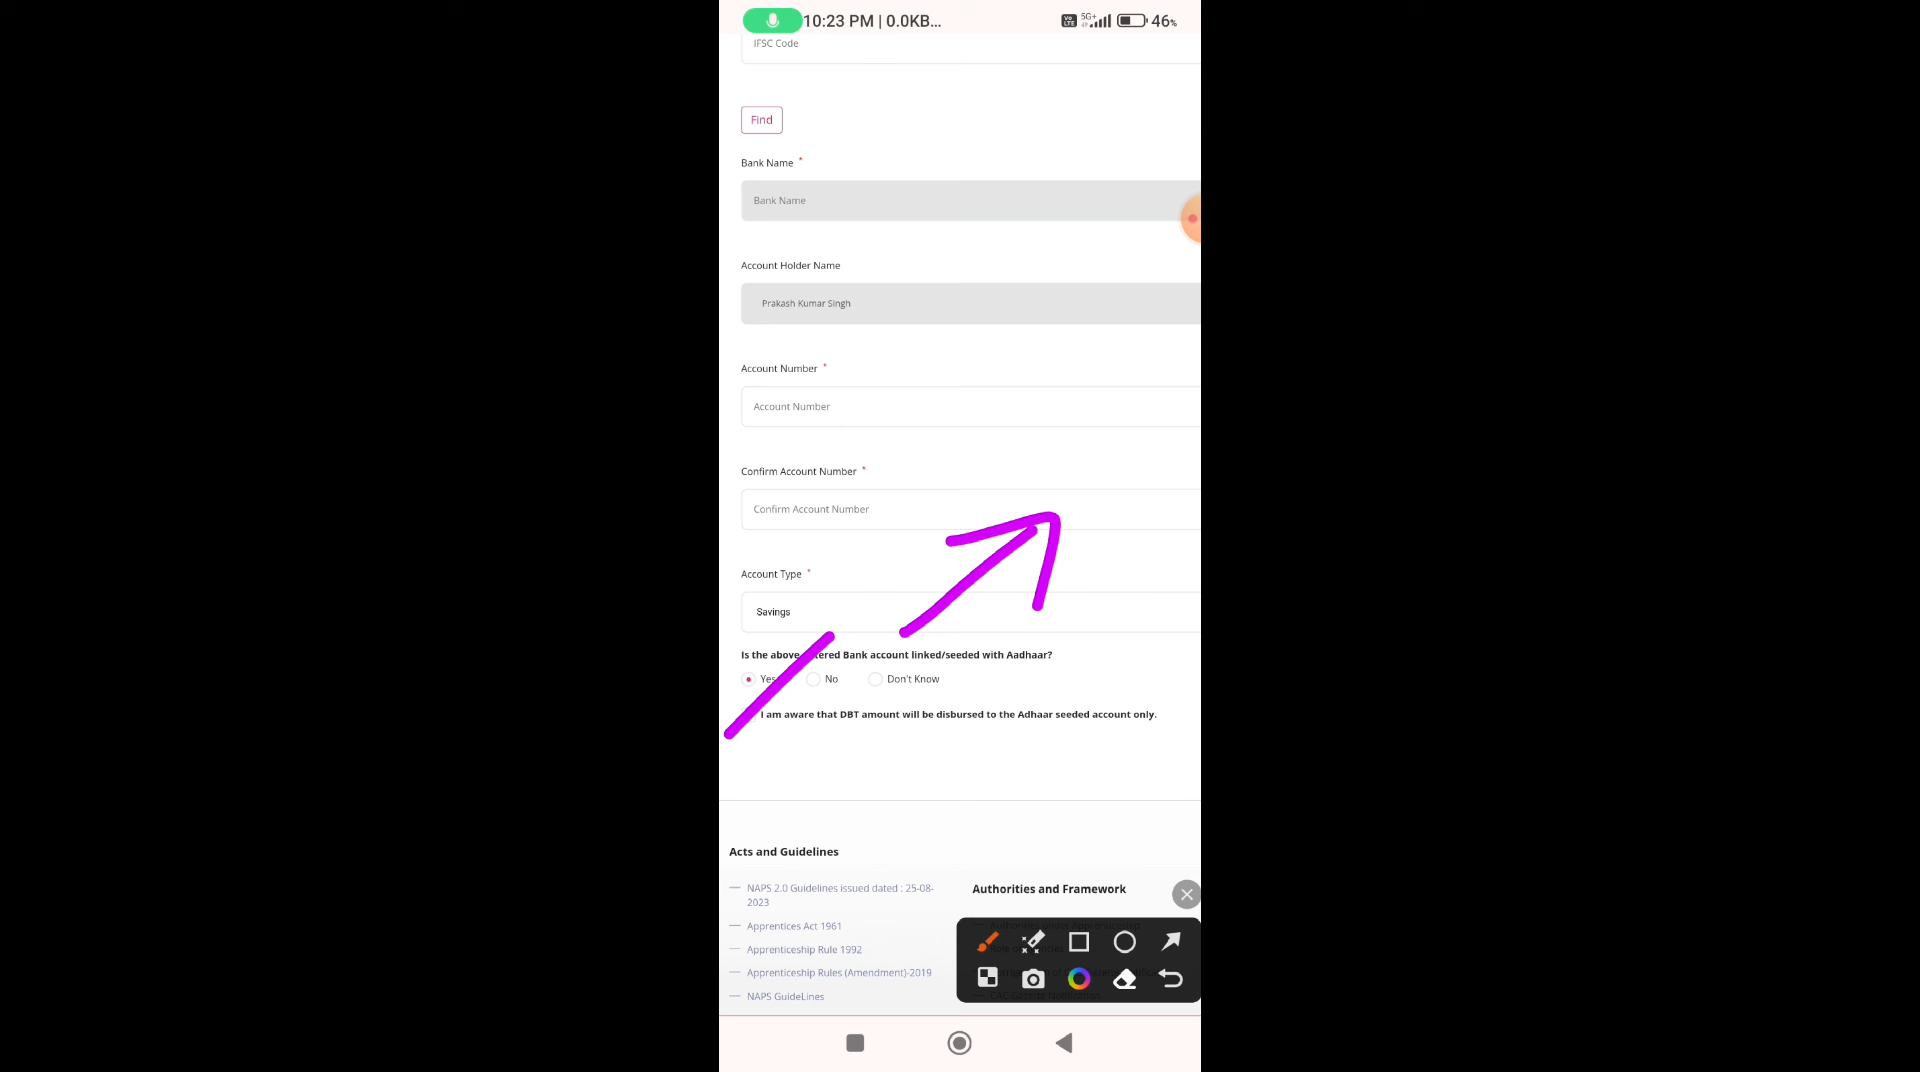 10:23 PM | 0.0KB... Vo LTE 5G+ 46%
IFSC Code
Find
Bank Name *
Bank Name
Account Holder Name
Prakash Kumar Singh
Account Number *
Account Number
Confirm Account Number *
Confirm Account Number
Account Type *
Savings
Is the above tered Bank account linked/seeded with Aadhaar?
Yes No Don't Know
I am aware that DBT amount will be disbursed to the Adhaar seeded account only.
Acts and Guidelines
NAPS 2.0 Guidelines issued dated : 25-08-
2023
Apprentices Act 1961
Apprenticeship Rule 1992
Apprenticeship Rules (Amendment)-2019
NAPS GuideLines
Authorities and Framework